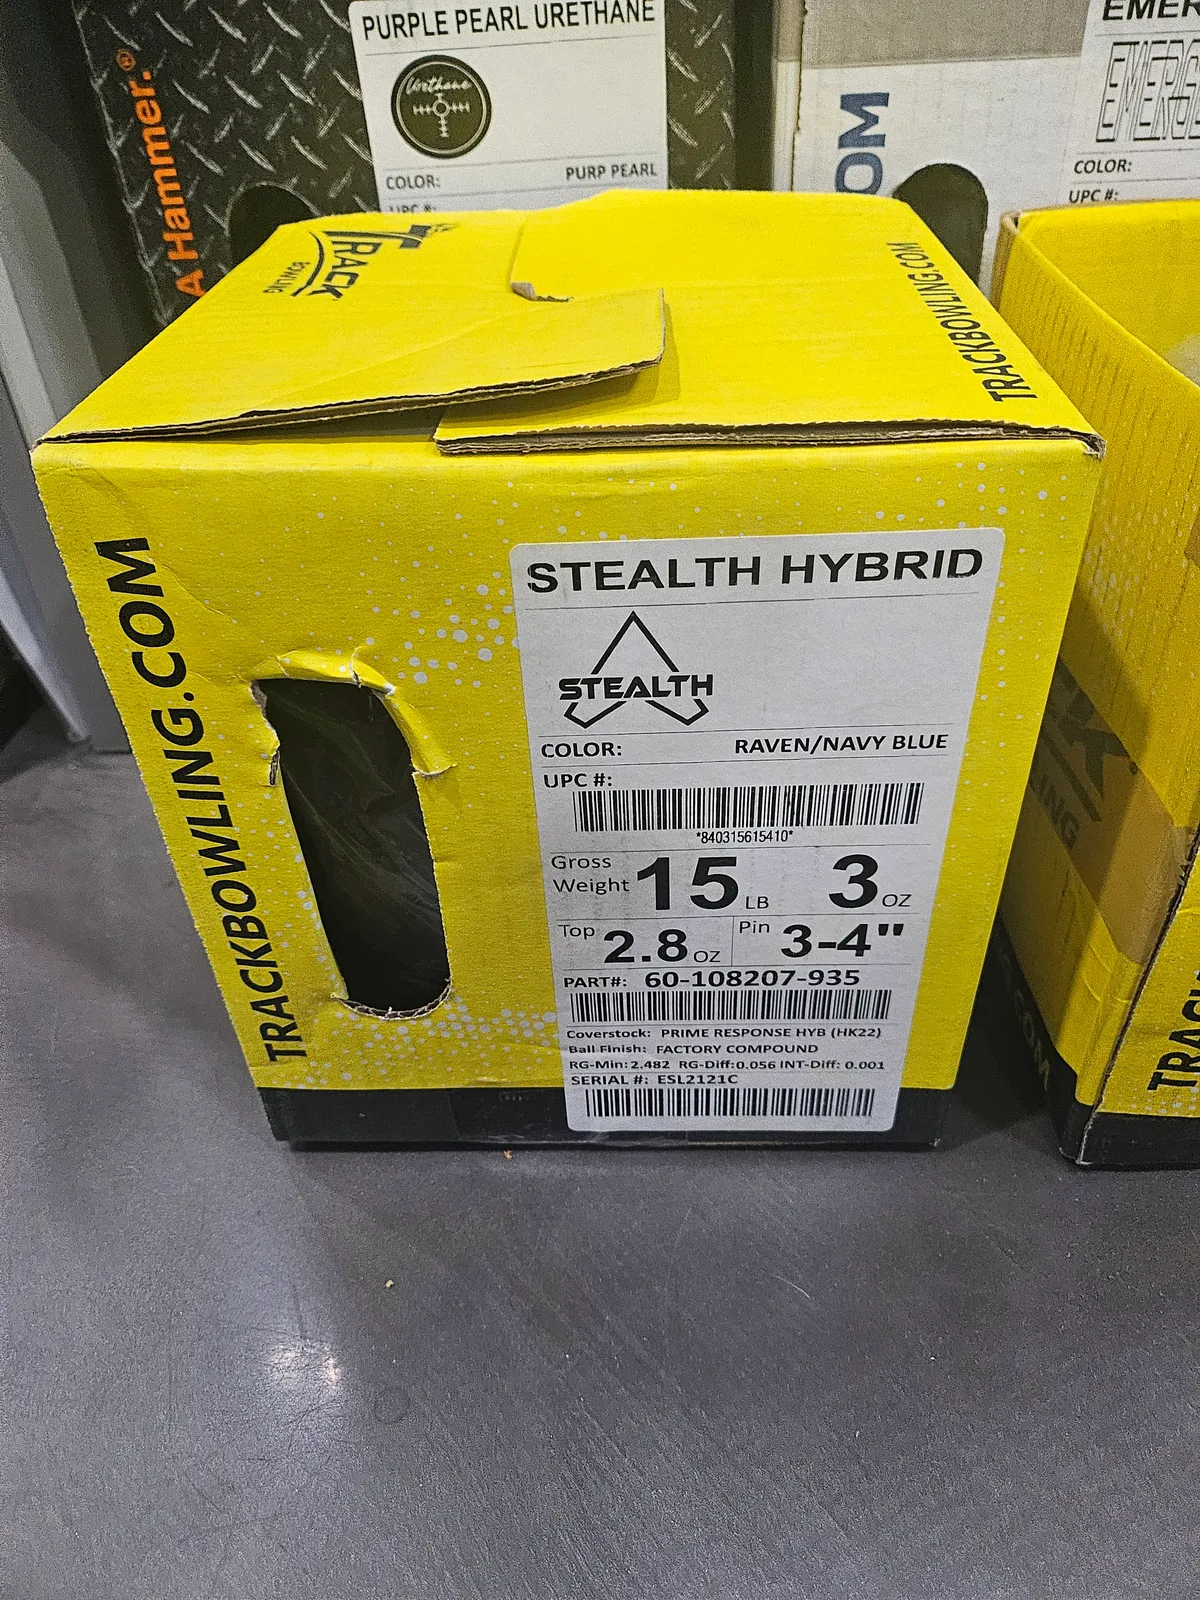 PURPLE PEARL URETHANE
Urethane
COLOR: PURP PEARL
UPC #:
A Hammer.®
OM
COLOR:
UPC #:
TRACK
BOWLING
TRACKBOWLING.COM
TRACKBOWLING.COM
STEALTH HYBRID
STEALTH
COLOR: RAVEN/NAVY BLUE
UPC #:
*840315615410*
Gross Weight 15 LB 3 OZ
Top 2.8 OZ Pin 3-4"
PART#: 60-108207-935
Coverstock: PRIME RESPONSE HYB (HK22)
Ball Finish: FACTORY COMPOUND
RG-Min: 2.482 RG-Diff:0.056 INT-Diff: 0.001
SERIAL #: ESL2121C